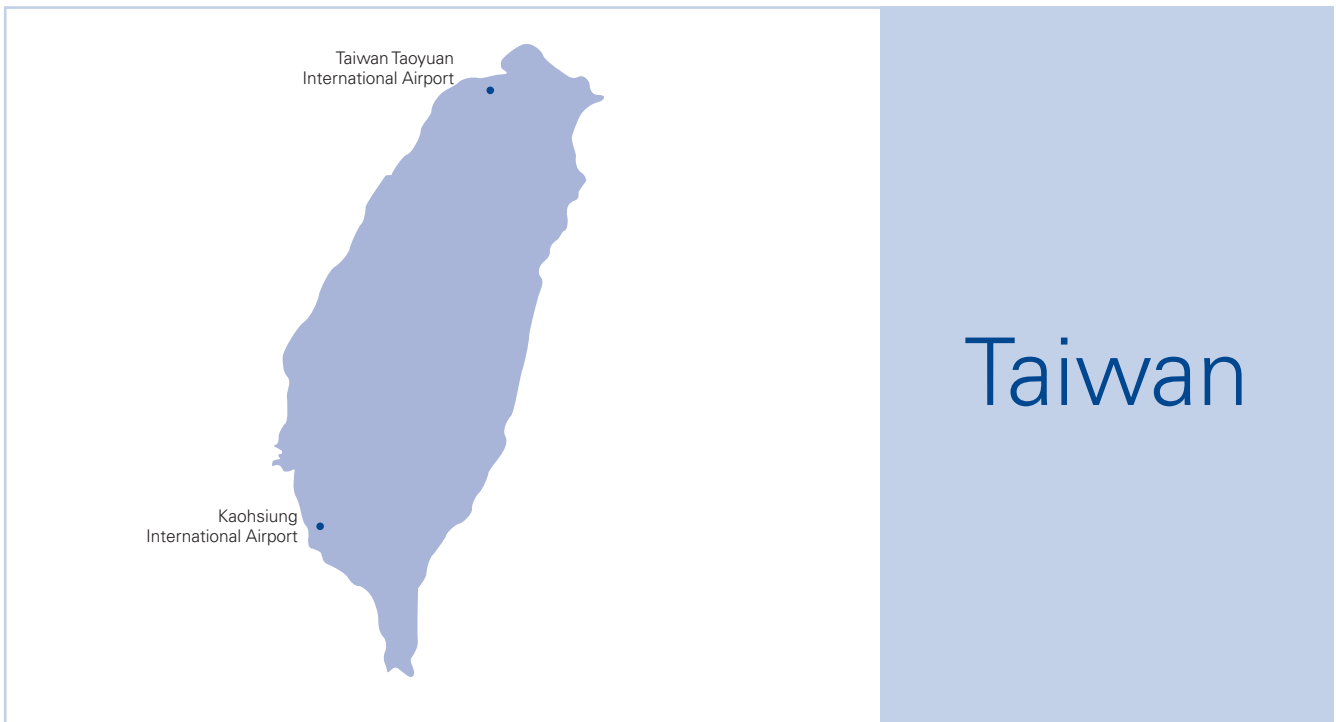 Taiwan Taoyuan
International Airport
Kaohsiung
International Airport
Taiwan